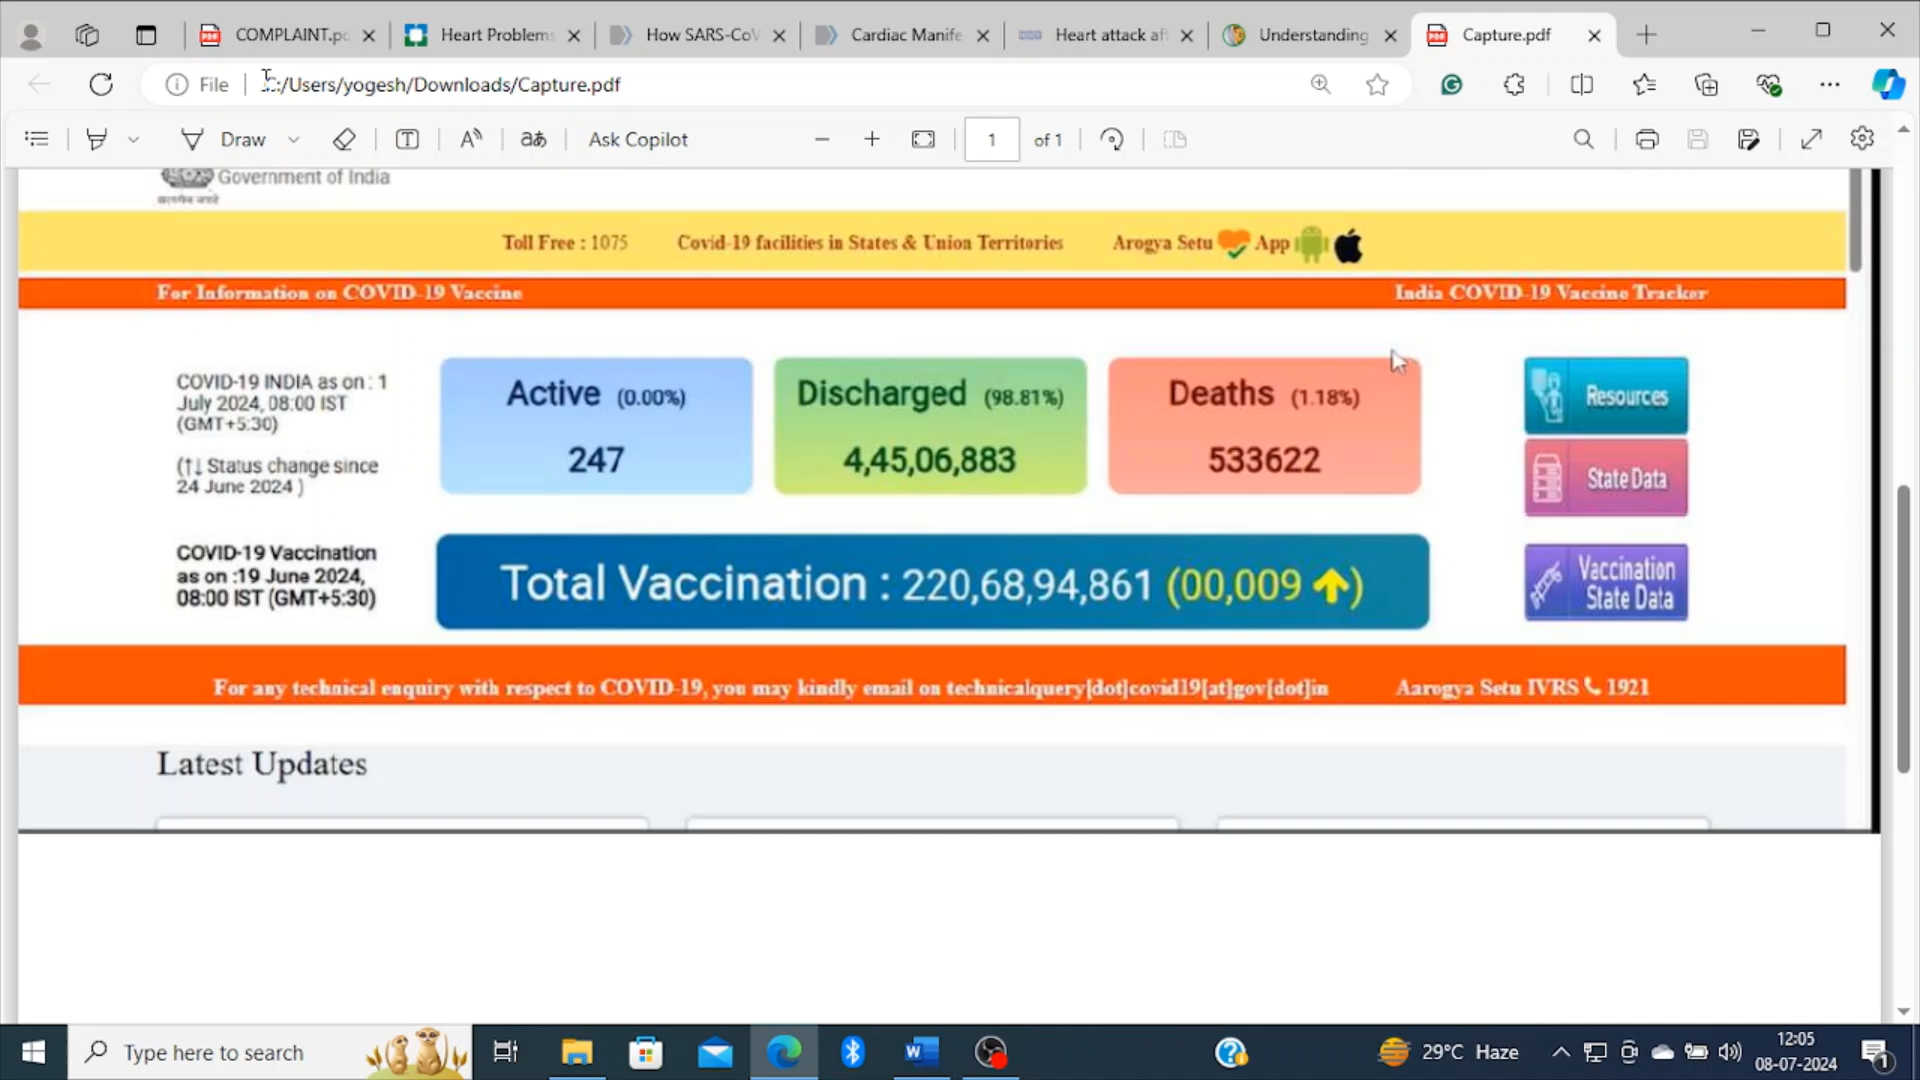 COMPLAINT.pd
Heart Problems
How SARS-CoV
Cardiac Manife
Heart attack aft
Understanding
Capture.pdf
File
C:/Users/yogesh/Downloads/Capture.pdf
Draw
aあ
Ask Copilot
1
of 1
Government of India
सत्यमेव जयते
Toll Free : 1075
Covid-19 facilities in States & Union Territories
Arogya Setu App
For Information on COVID-19 Vaccine
India COVID-19 Vaccine Tracker
COVID-19 INDIA as on : 1
July 2024, 08:00 IST
(GMT+5:30)
(↑↓ Status change since
24 June 2024 )
Active (0.00%)
247
Discharged (98.81%)
4,45,06,883
Deaths (1.18%)
533622
Resources
State Data
COVID-19 Vaccination
as on :19 June 2024,
08:00 IST (GMT+5:30)
Total Vaccination : 220,68,94,861 (00,009 ↑)
Vaccination
State Data
For any technical enquiry with respect to COVID-19, you may kindly email on technicalquery[dot]covid19[at]gov[dot]in
Aarogya Setu IVRS 1921
Latest Updates
Type here to search
29°C Haze
12:05
08-07-2024
1